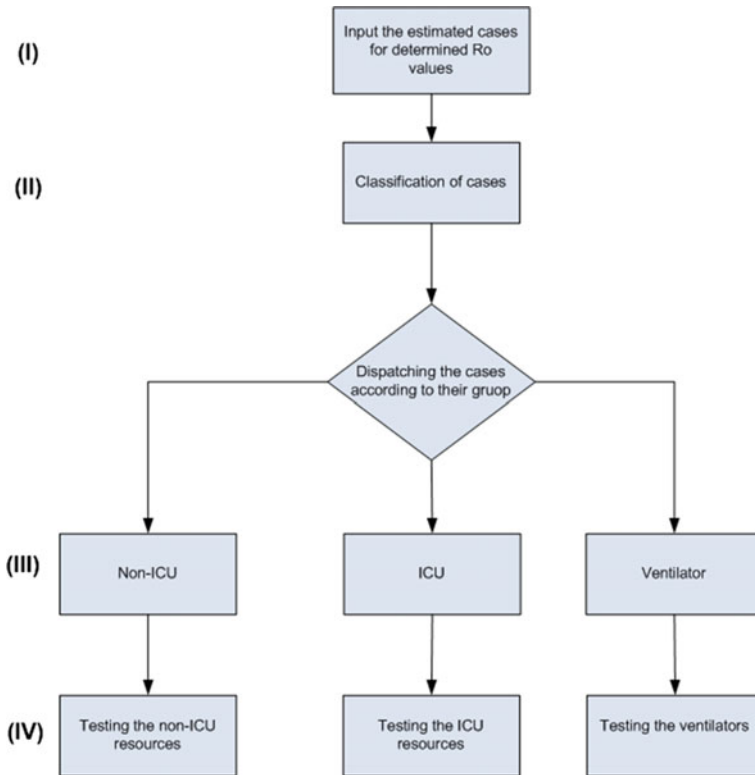 (I)
Input the estimated cases
for determined Ro
values
(II)
Classification of cases
Dispatching the cases
according to their gruop
(III)
Non-ICU
ICU
Ventilator
(IV)
Testing the non-ICU
resources
Testing the ICU
resources
Testing the ventilators